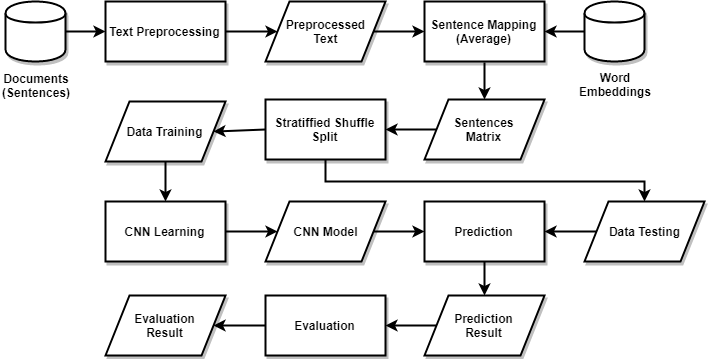 Documents
(Sentences)
Text Preprocessing
Preprocessed
Text
Sentence Mapping
(Average)
Word
Embeddings
Data Training
Stratiffied Shuffle
Split
Sentences
Matrix
CNN Learning
CNN Model
Prediction
Data Testing
Evaluation
Result
Evaluation
Prediction
Result